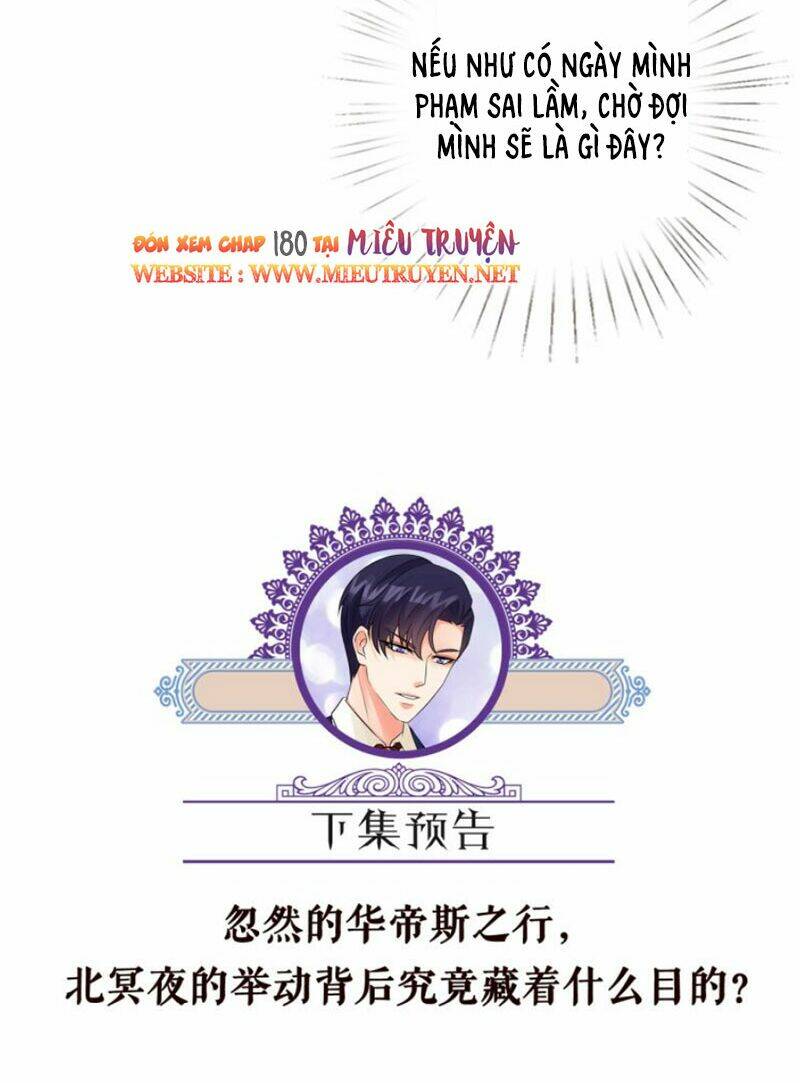 NẾU NHƯ CÓ NGÀY MÌNH
PHẠM SAI LẦM, CHỜ ĐỢI
MÌNH SẼ LÀ GÌ ĐÂY?
ĐÓN XEM CHAP 180 TẠI MIÊU TRUYỆN
WEBSITE : WWW.MIEUTRUYEN.NET
下集预告
忽然的华帝斯之行，
北冥夜的举动背后究竟藏着什么目的？